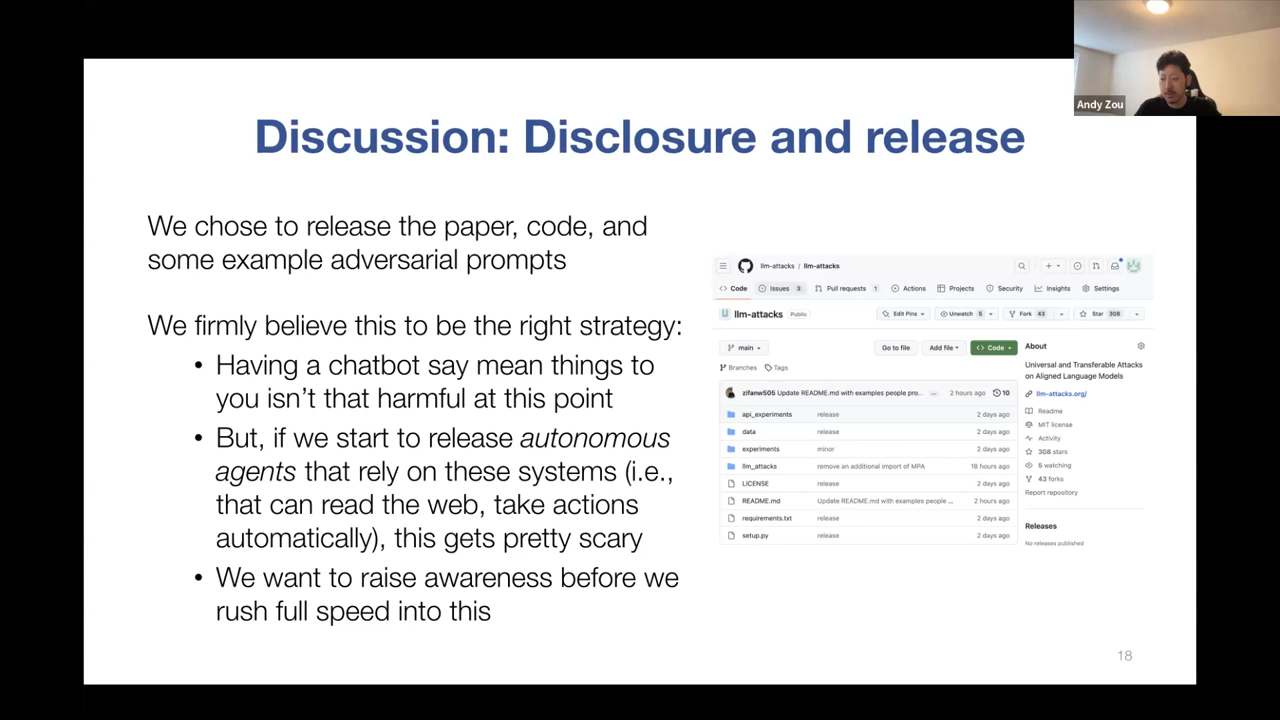 Andy Zou
Discussion: Disclosure and release
We chose to release the paper, code, and
some example adversarial prompts
We firmly believe this to be the right strategy:
• Having a chatbot say mean things to
you isn't that harmful at this point
• But, if we start to release autonomous
agents that rely on these systems (i.e.,
that can read the web, take actions
automatically), this gets pretty scary
• We want to raise awareness before we
rush full speed into this
llm-attacks / llm-attacks
Code Issues 3 Pull requests 1 Actions Projects Security Insights Settings
llm-attacks Public Edit Pins Unwatch 5 Fork 43 Star 308
main Go to file Add file Code
Branches Tags
zifanw505 Update README.md with examples people pro... 2 hours ago 10
api_experiments release 2 days ago
data release 2 days ago
experiments minor 2 days ago
llm_attacks remove an additional import of MPA 18 hours ago
LICENSE release 2 days ago
README.md Update README.md with examples people ... 2 hours ago
requirements.txt release 2 days ago
setup.py release 2 days ago
About
Universal and Transferable Attacks
on Aligned Language Models
llm-attacks.org/
Readme
MIT license
Activity
308 stars
5 watching
43 forks
Report repository
Releases
No releases published
18